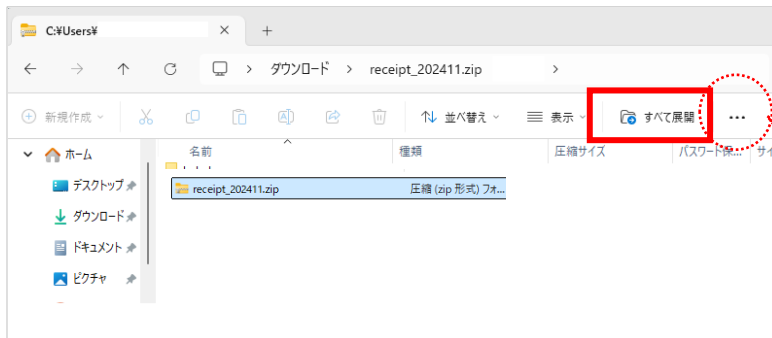 C:¥Users¥
ダウンロード > receipt_202411.zip >
新規作成 並べ替え 表示 すべて展開 ...
名前 種類 圧縮サイズ パスワード保... サイ
ホーム
デスクトップ
receipt_202411.zip 圧縮 (zip 形式) フォ...
ダウンロード
ドキュメント
ピクチャ